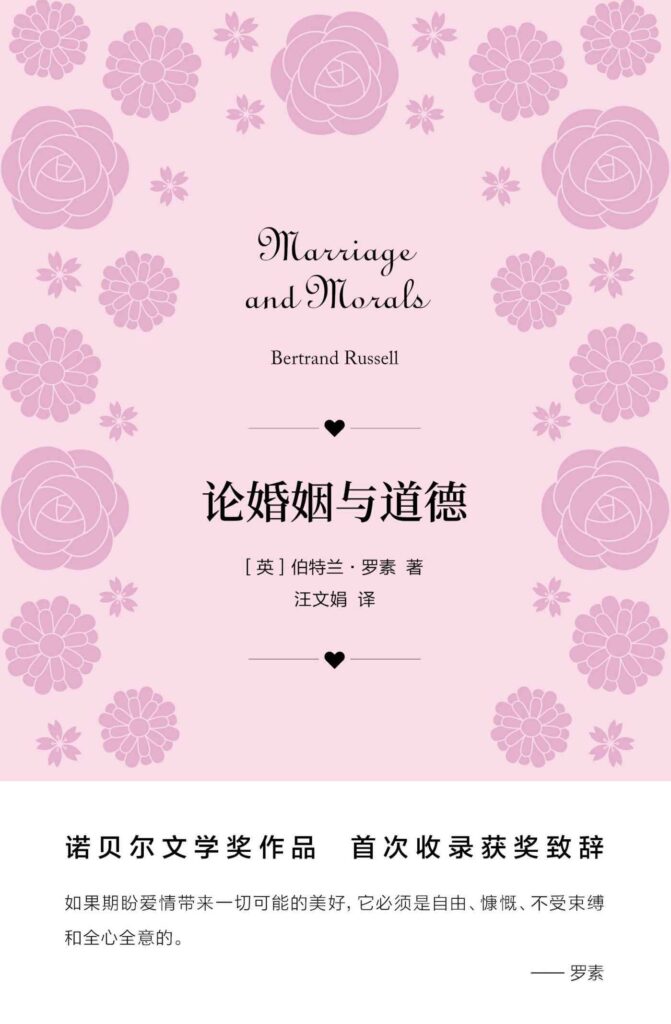 Marriage
and Morals
Bertrand Russell
论婚姻与道德
[英]伯特兰·罗素 著
汪文娟 译
诺贝尔文学奖作品 首次收录获奖致辞
如果期盼爱情带来一切可能的美好,它必须是自由、慷慨、不受束缚
和全心全意的。
—— 罗素